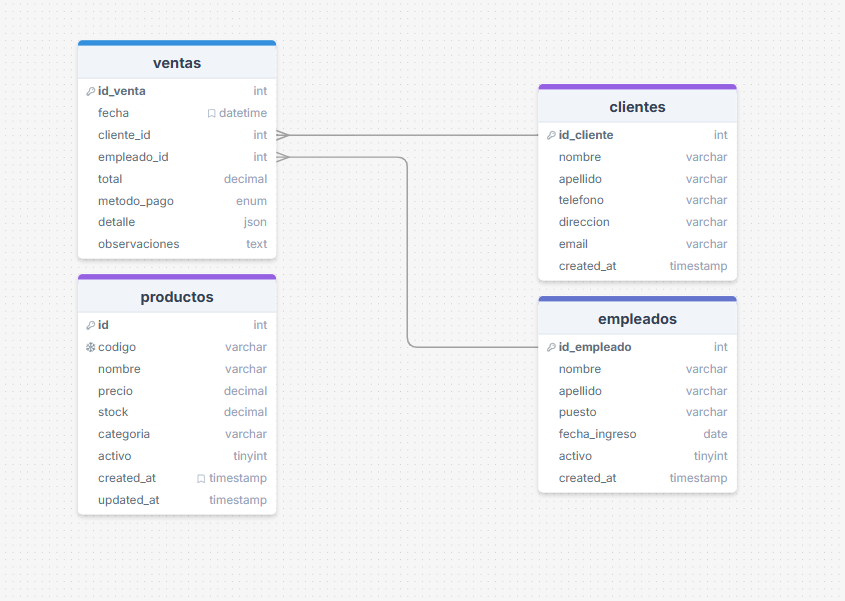 ventas
id_venta int
fecha datetime
cliente_id int
empleado_id int
total decimal
metodo_pago enum
detalle json
observaciones text
productos
id int
codigo varchar
nombre varchar
precio decimal
stock decimal
categoria varchar
activo tinyint
created_at timestamp
updated_at timestamp
clientes
id_cliente int
nombre varchar
apellido varchar
telefono varchar
direccion varchar
email varchar
created_at timestamp
empleados
id_empleado int
nombre varchar
apellido varchar
puesto varchar
fecha_ingreso date
activo tinyint
created_at timestamp